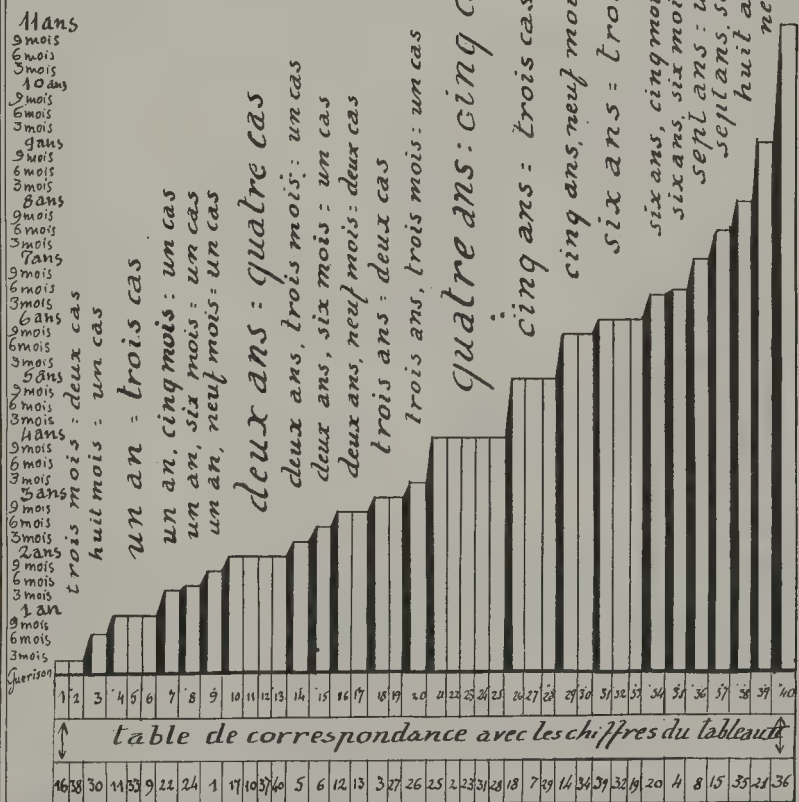 11ans
9mois
6mois
3mois
10ans
9mois
6mois
3mois
9ans
9mois
6mois
3mois
8ans
9mois
6mois
3mois
7ans
9mois
6mois
3mois
6ans
9mois
6mois
3mois
5ans
9mois
6mois
3mois
4ans
9mois
6mois
3mois
3ans
9mois
6mois
3mois
2ans
9mois
6mois
3mois
1an
9mois
6mois
3mois
Guerison
trois mois : deux cas
huit mois : un cas
un an : trois cas
un an, cinq mois : un cas
un an, six mois : un cas
un an, neuf mois : un cas
deux ans : quatre cas
deux ans, trois mois : un cas
deux ans, six mois : un cas
deux ans, neuf mois : deux cas
trois ans : deux cas
trois ans, trois mois : un cas
quatre ans : cinq
cinq ans : trois cas
cinq ans, neuf
six ans :
six ans, cinq
six ans, six
sept ans :
sept ans,
huit
1 2 3 4 5 6 7 8 9 10 11 12 13 14 15 16 17 18 19 20 21 22 23 24 25 26 27 28 29 30 31 32 33 34 35 36 37 38 39 40
table de correspondance avec les chiffres du tableau
16 38 30 11 33 9 22 24 1 17 10 37 40 5 6 12 13 3 27 26 25 2 23 31 28 18 7 29 14 34 39 32 19 20 4 8 15 35 21 36